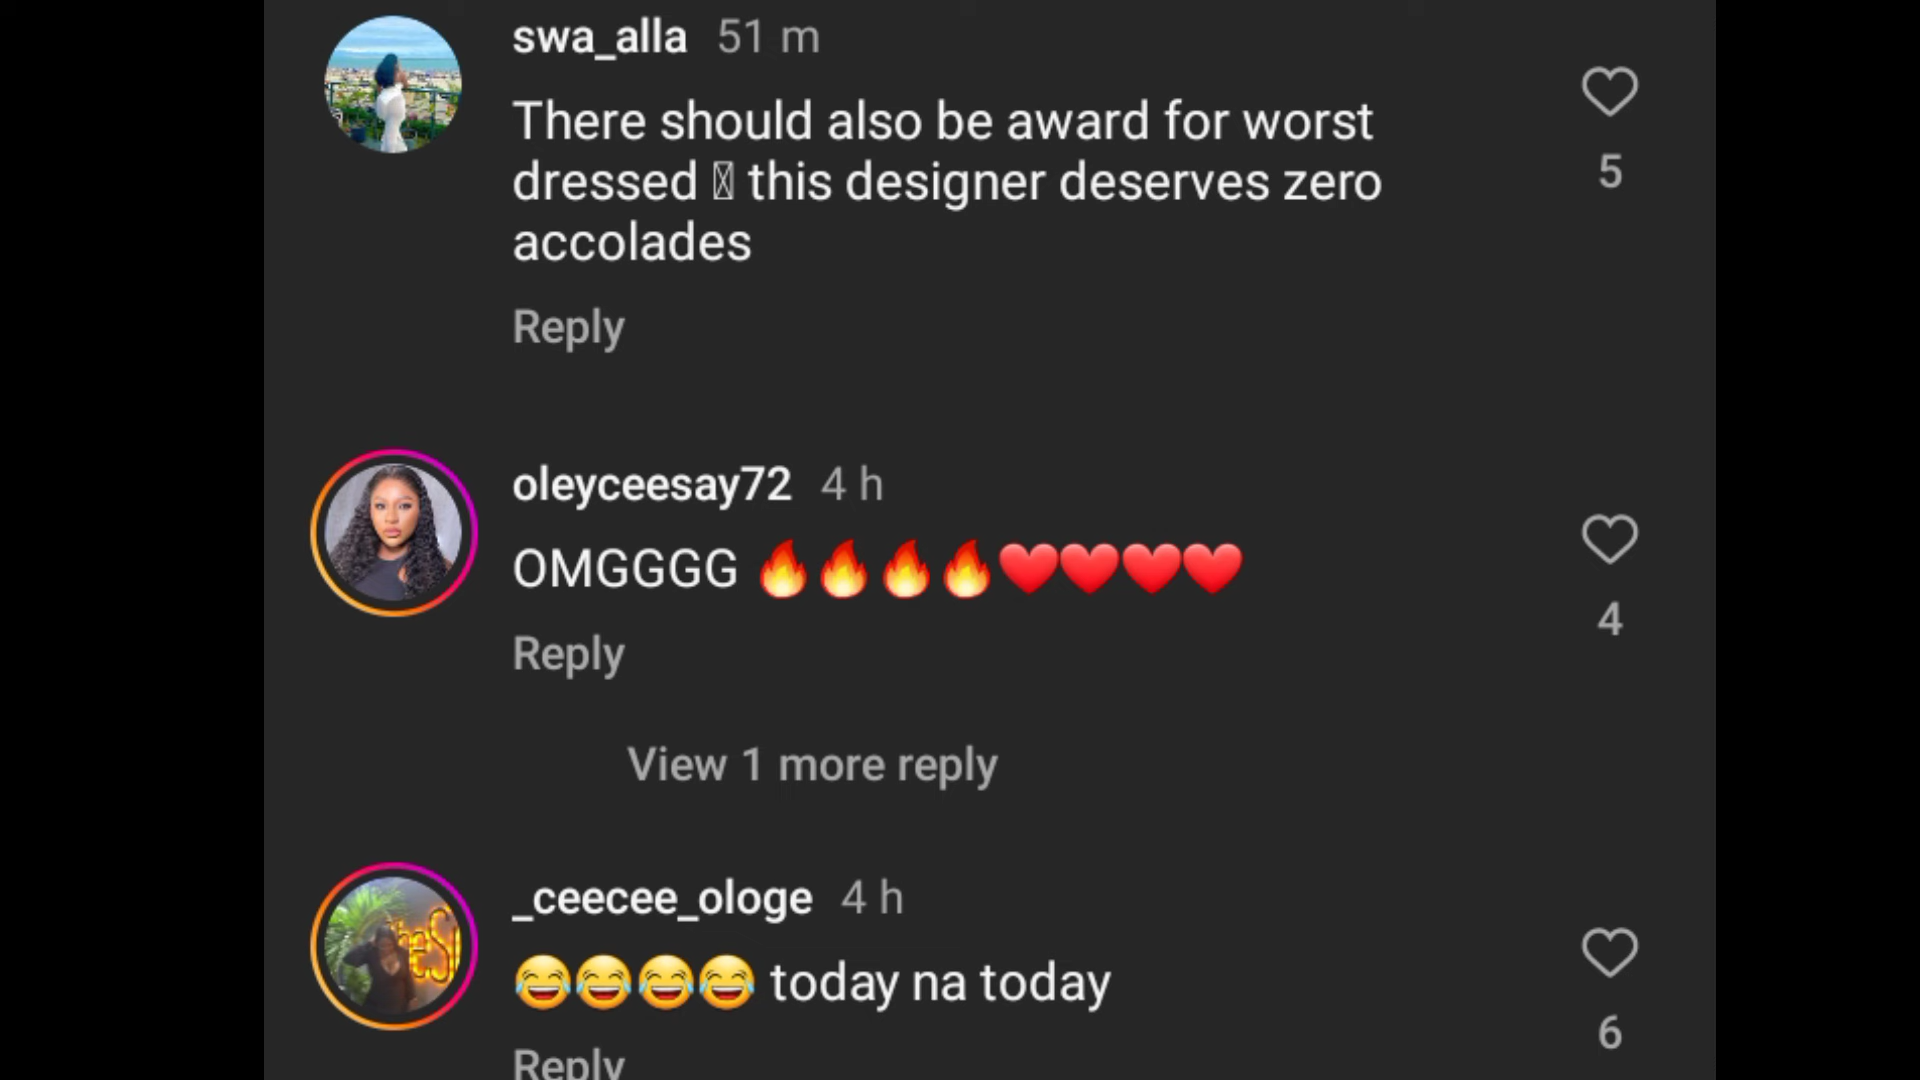 swa_alla 51 m
There should also be award for worst
dressed this designer deserves zero
accolades
5
Reply
oleyceesay72 4 h
OMGGGG 🔥🔥🔥🔥❤️❤️❤️❤️
4
Reply
View 1 more reply
_ceecee_ologe 4 h
😂😂😂😂 today na today
6
Reply